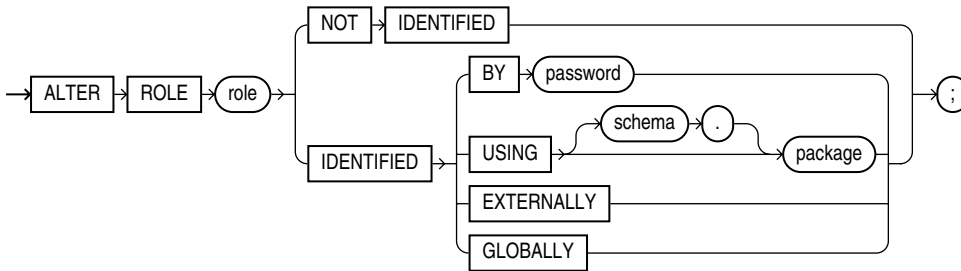 NOT IDENTIFIED
BY password
ALTER ROLE role ;
schema .
IDENTIFIED USING package
EXTERNALLY
GLOBALLY